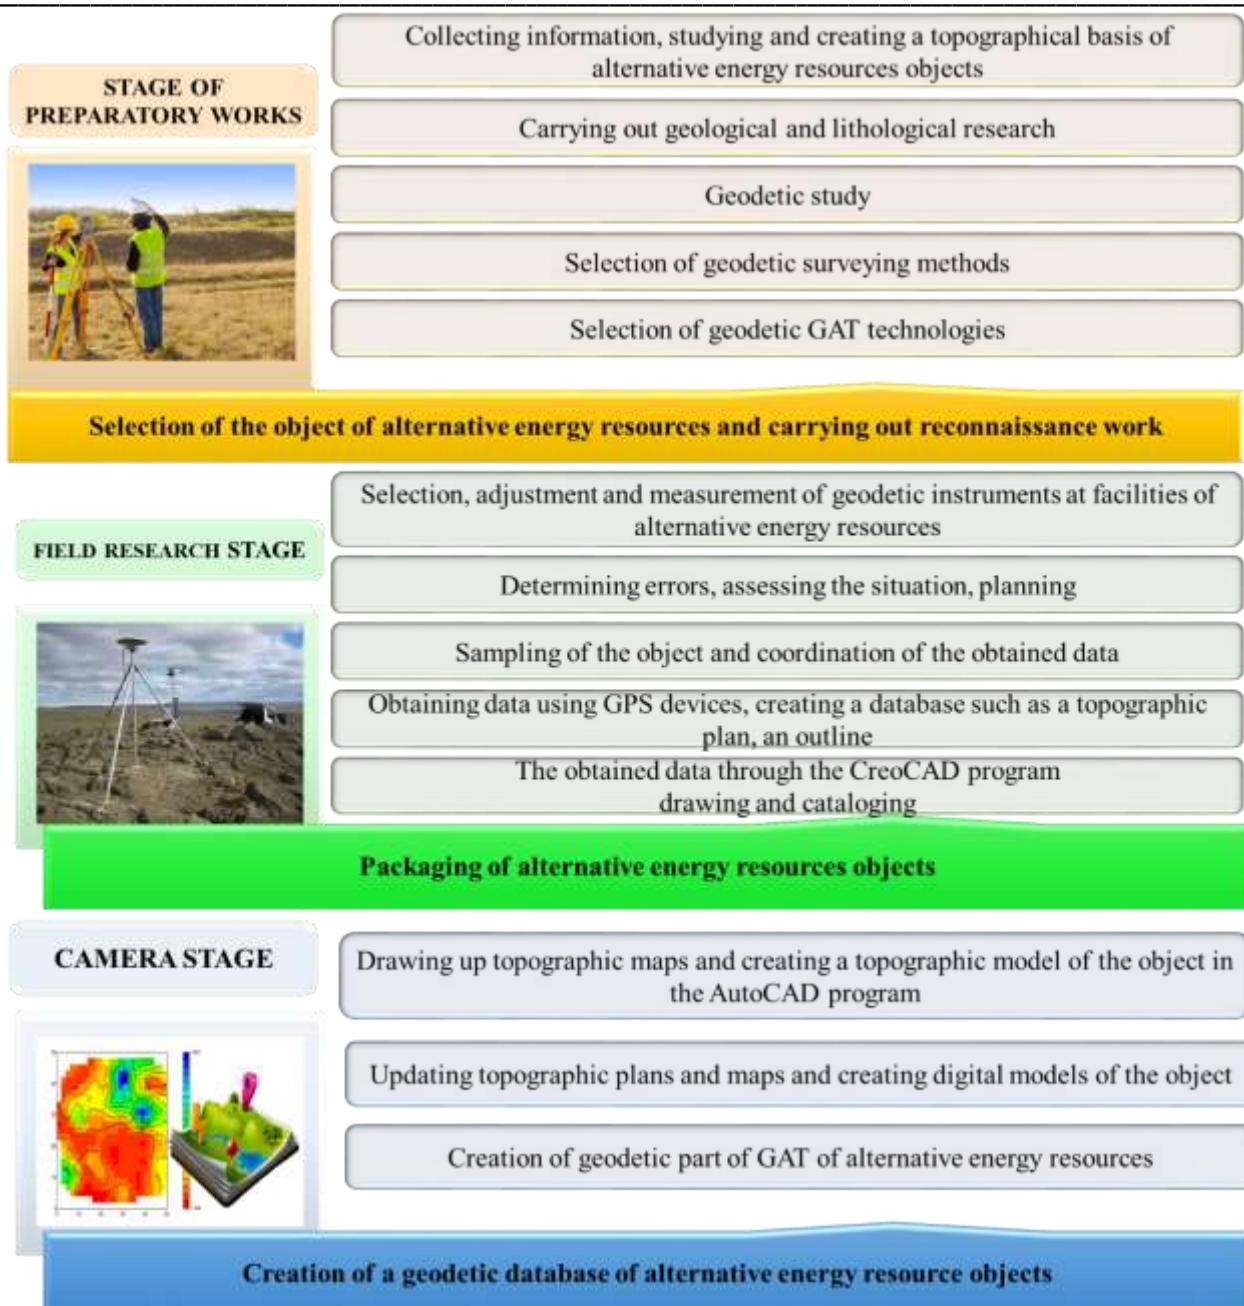 STAGE OF
PREPARATORY WORKS
Collecting information, studying and creating a topographical basis of
alternative energy resources objects
Carrying out geological and lithological research
Geodetic study
Selection of geodetic surveying methods
Selection of geodetic GAT technologies
Selection of the object of alternative energy resources and carrying out reconnaissance work
FIELD RESEARCH STAGE
Selection, adjustment and measurement of geodetic instruments at facilities of
alternative energy resources
Determining errors, assessing the situation, planning
Sampling of the object and coordination of the obtained data
Obtaining data using GPS devices, creating a database such as a topographic
plan, an outline
The obtained data through the CreoCAD program
drawing and cataloging
Packaging of alternative energy resources objects
CAMERA STAGE
Drawing up topographic maps and creating a topographic model of the object in
the AutoCAD program
Updating topographic plans and maps and creating digital models of the object
Creation of geodetic part of GAT of alternative energy resources
Creation of a geodetic database of alternative energy resource objects